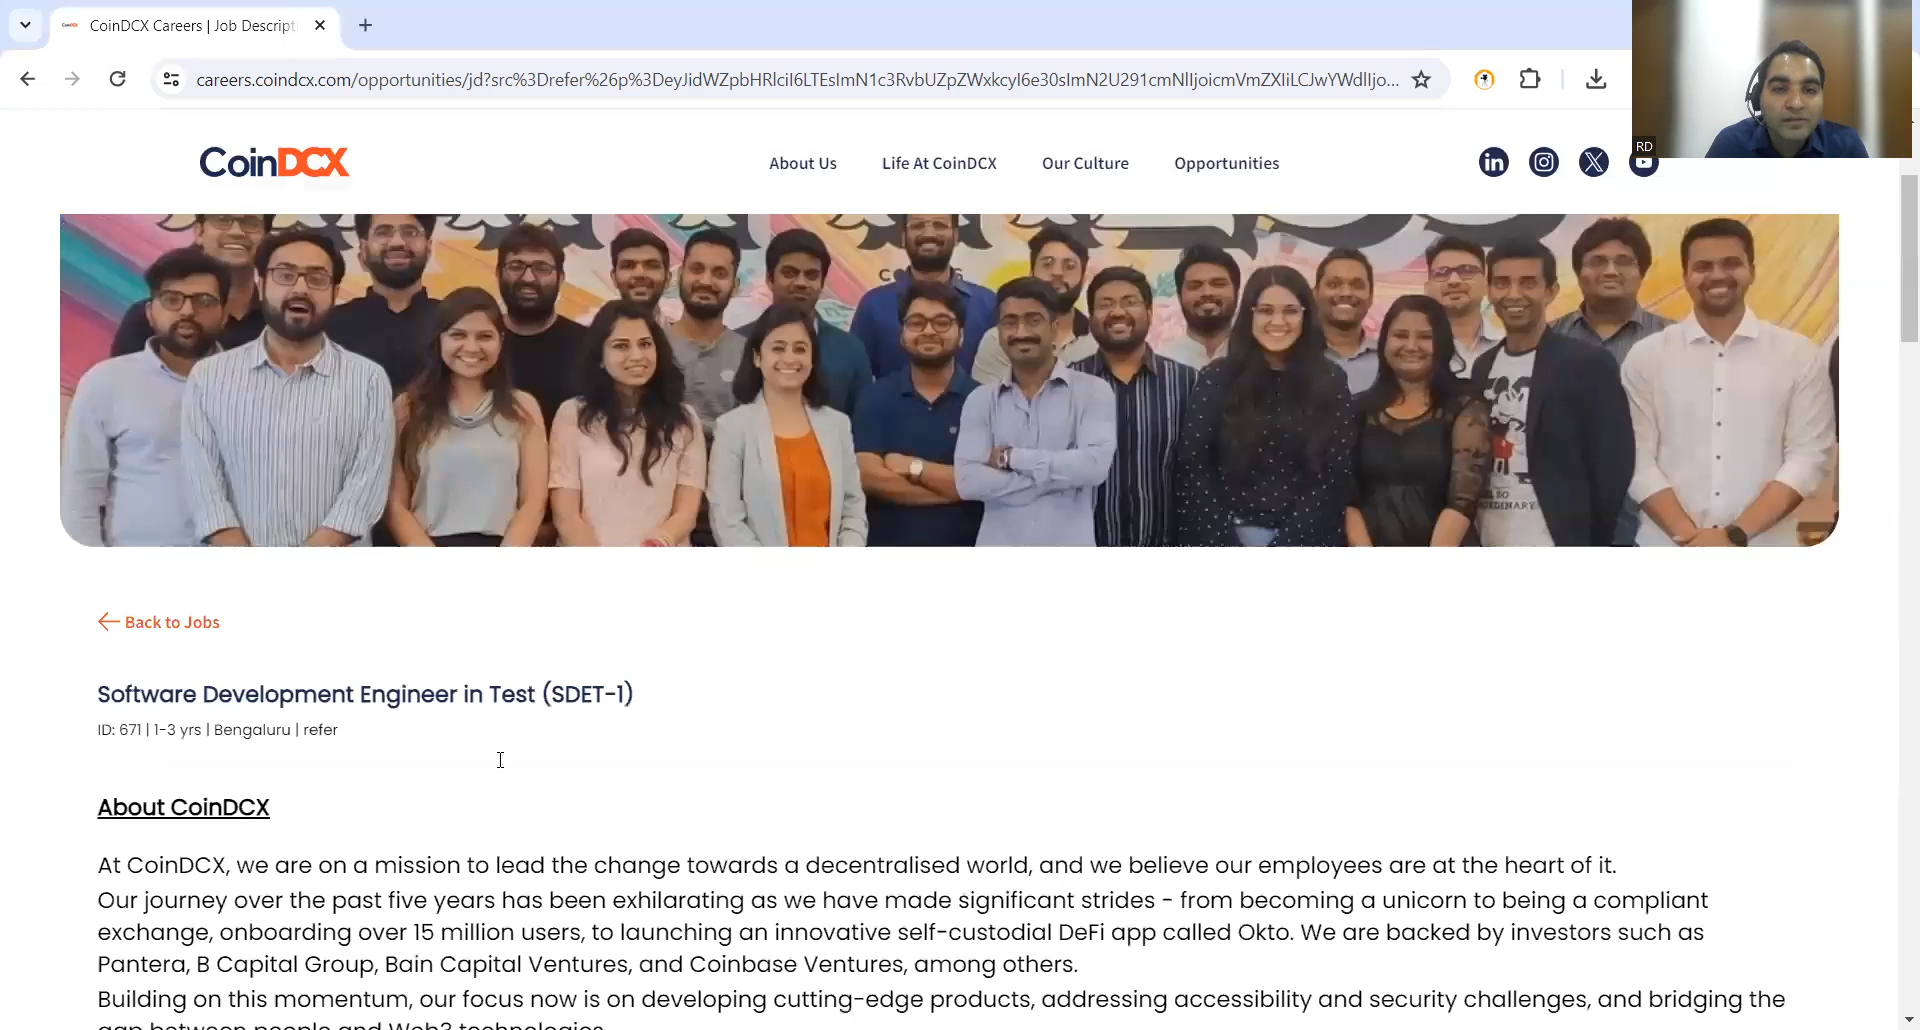 CoinDCX Careers | Job Descript
careers.coindcx.com/opportunities/jd?src%3Drefer%26p%3DeyJidWZpbHRlciI6LTEsImN1c3RvbUZpZWxkcyI6e30sImN2U291cmNlIjoicmVmZXIiLCJwYWdlIjo...
RD
CoinDCX
About Us Life At CoinDCX Our Culture Opportunities
← Back to Jobs
Software Development Engineer in Test (SDET-1)
ID: 671 | 1-3 yrs | Bengaluru | refer
About CoinDCX
At CoinDCX, we are on a mission to lead the change towards a decentralised world, and we believe our employees are at the heart of it.
Our journey over the past five years has been exhilarating as we have made significant strides - from becoming a unicorn to being a compliant
exchange, onboarding over 15 million users, to launching an innovative self-custodial DeFi app called Okto. We are backed by investors such as
Pantera, B Capital Group, Bain Capital Ventures, and Coinbase Ventures, among others.
Building on this momentum, our focus now is on developing cutting-edge products, addressing accessibility and security challenges, and bridging the
gap between people and Web3 technologies.